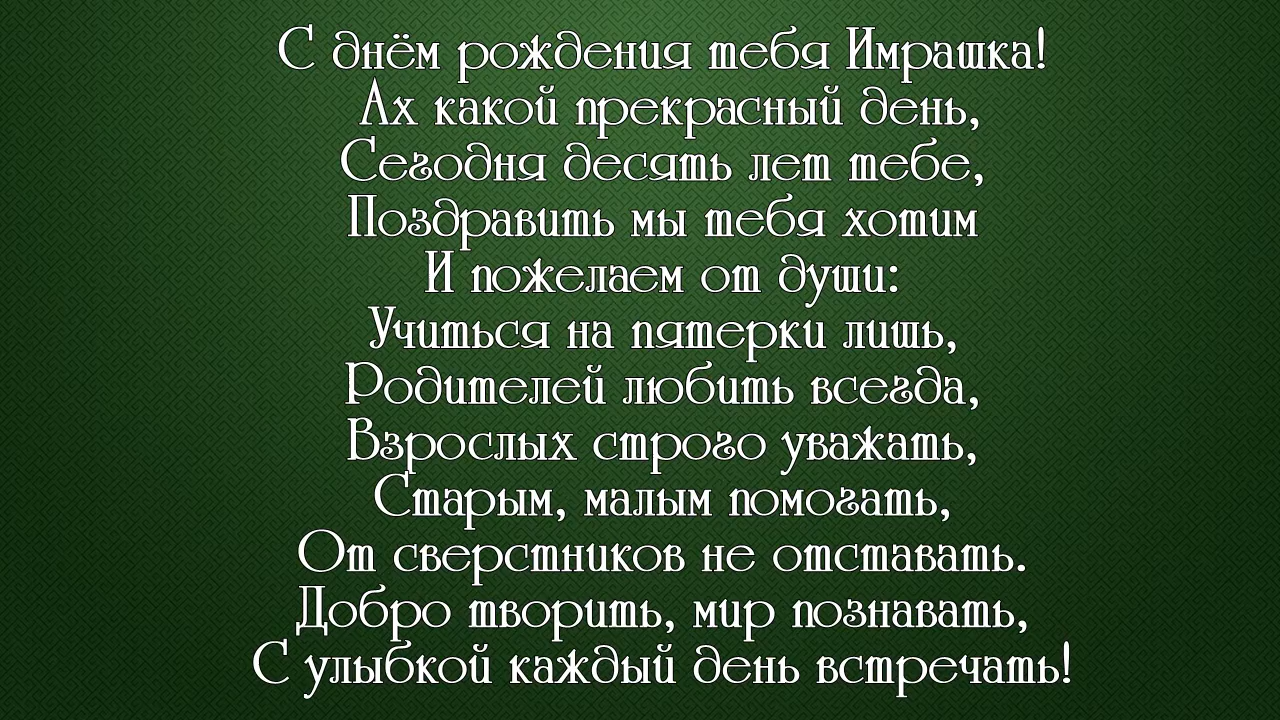 С днём рождения тебя Имрашка!
Ах какой прекрасный день,
Сегодня десять лет тебе,
Поздравить мы тебя хотим
И пожелаем от души:
Учиться на пятерки лишь,
Родителей любить всегда,
Взрослых строго уважать,
Старым, малым помогать,
От сверстников не отставать.
Добро творить, мир познавать,
С улыбкой каждый день встречать!